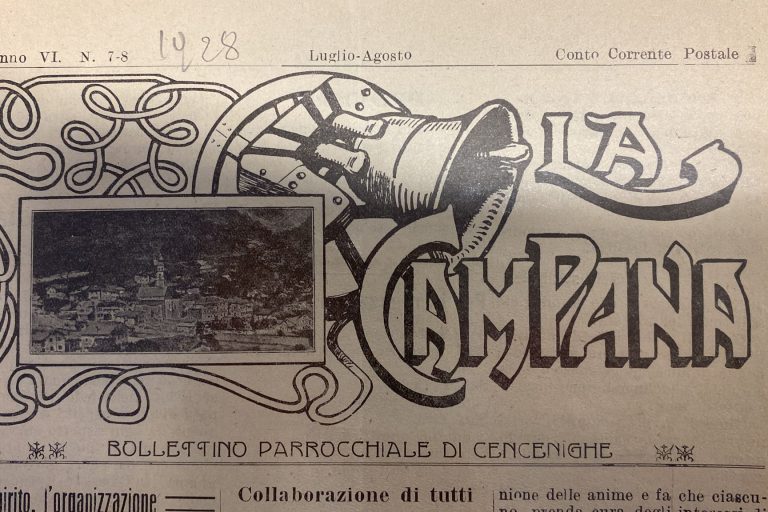 nno VI. N. 7-8 1928 Luglio-Agosto Conto Corrente Postale
LA
CAMPANA
BOLLETTINO PARROCCHIALE DI CENCENIGHE
l'organizzazione
Collaborazione di tutti
nione delle anime e fa che ciascu-